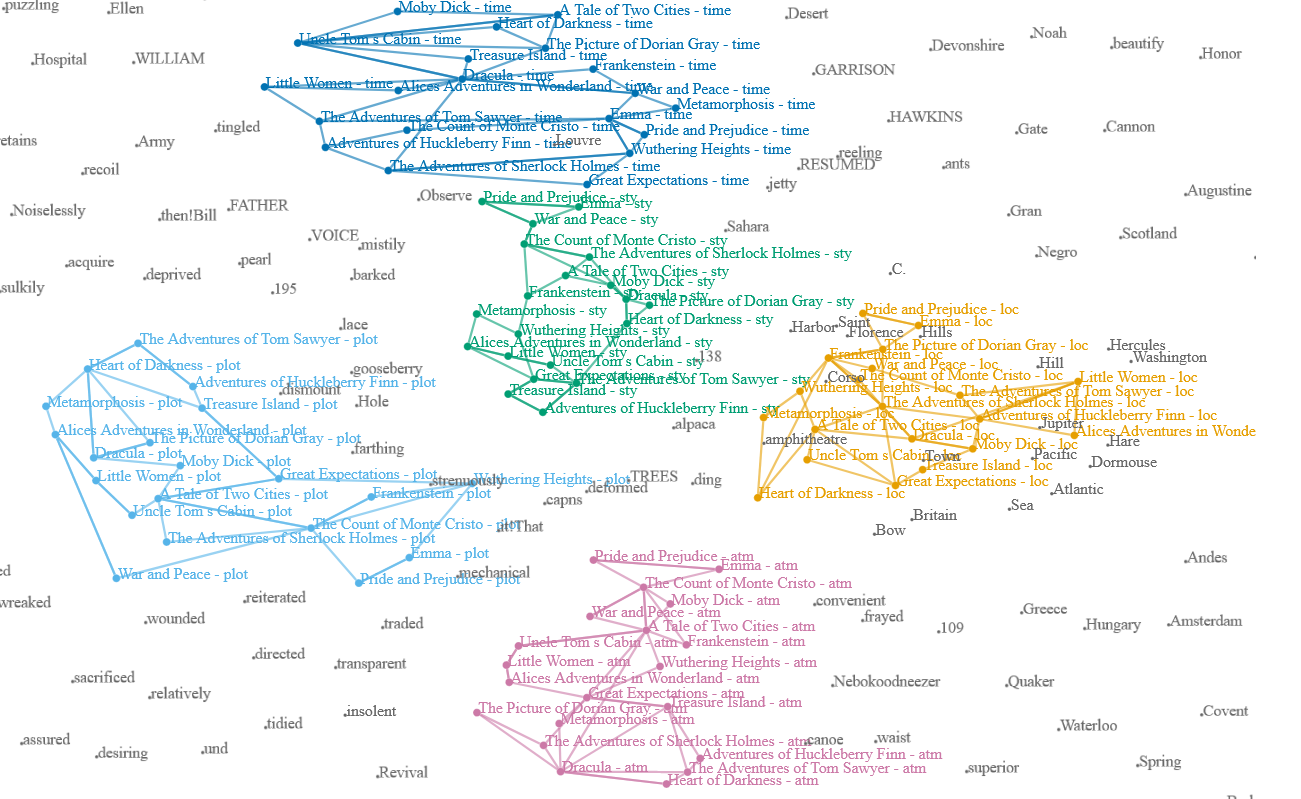 puzzling
Ellen
Moby Dick - time
A Tale of Two Cities - time
Desert
Heart of Darkness - time
Noah
Uncle Tom s Cabin - time
The Picture of Dorian Gray - time
Devonshire
beautify
Honor
Hospital
WILLIAM
Treasure Island - time
Frankenstein - time
GARRISON
Dracula - time
Little Women - time
Alices Adventures in Wonderland - time
War and Peace - time
Metamorphosis - time
The Adventures of Tom Sawyer - time
Emma - time
HAWKINS
tingled
The Count of Monte Cristo - time
Pride and Prejudice - time
Gate
Cannon
etains
Army
Adventures of Huckleberry Finn - time
Louvre
Wuthering Heights - time
reeling
RESUMED
ants
recoil
The Adventures of Sherlock Holmes - time
Great Expectations - time
jetty
Augustine
Observe
Pride and Prejudice - sty
Emma - sty
Noiselessly
then!Bill
FATHER
War and Peace - sty
Gran
Sahara
VOICE
mistily
The Count of Monte Cristo - sty
Scotland
The Adventures of Sherlock Holmes - sty
Negro
acquire
pearl
deprived
barked
A Tale of Two Cities - sty
C.
Moby Dick - sty
sulkily
195
Frankenstein - sty
Dracula - sty
The Picture of Dorian Gray - sty
Metamorphosis - sty
Pride and Prejudice - loc
lace
Heart of Darkness - sty
Harbor
Saint
Emma - loc
Wuthering Heights - sty
Florence
Hills
The Adventures of Tom Sawyer - plot
Alices Adventures in Wonderland - sty
The Picture of Dorian Gray - loc
Hercules
Little Women - sty
138
Frankenstein - loc
Washington
Heart of Darkness - plot
gooseberry
Uncle Tom s Cabin - sty
War and Peace - loc
Hill
Great Expectations - sty
The Adventures of Tom Sawyer - sty
Corso
The Count of Monte Cristo - loc
Little Women - loc
Adventures of Huckleberry Finn - plot
dismount
Treasure Island - sty
Wuthering Heights - loc
The Adventures of Tom Sawyer - loc
Metamorphosis - plot
Treasure Island - plot
Hole
Adventures of Huckleberry Finn - sty
The Adventures of Sherlock Holmes - loc
Metamorphosis - loc
Adventures of Huckleberry Finn - loc
alpaca
A Tale of Two Cities - loc
Jupiter
Alices Adventures in Wonderland - plot
The Picture of Dorian Gray - plot
amphitheatre
Dracula - loc
Alices Adventures in Wonde
Dracula - plot
farthing
Moby Dick - loc
Hare
Moby Dick - plot
Uncle Tom s Cabin - loc
Town
Pacific
Dormouse
Little Women - plot
Great Expectations - plot
strenuously
Wuthering Heights - plot
TREES
ding
Treasure Island - loc
Great Expectations - loc
A Tale of Two Cities - plot
Frankenstein - plot
capns
deformed
Heart of Darkness - loc
Atlantic
Uncle Tom s Cabin - plot
Sea
The Count of Monte Cristo - plot
Britain
The Adventures of Sherlock Holmes - plot
Bow
Emma - plot
Pride and Prejudice - atm
Emma - atm
Andes
War and Peace - plot
Pride and Prejudice - plot
mechanical
The Count of Monte Cristo - atm
wreaked
reiterated
Moby Dick - atm
convenient
War and Peace - atm
Greece
wounded
traded
A Tale of Two Cities - atm
frayed
109
Hungary
Amsterdam
Uncle Tom s Cabin - atm
Frankenstein - atm
directed
transparent
Little Women - atm
Wuthering Heights - atm
sacrificed
Alices Adventures in Wonderland - atm
Nebokoodneezer
Quaker
relatively
Great Expectations - atm
Treasure Island - atm
insolent
The Picture of Dorian Gray - atm
Covent
tidied
Metamorphosis - atm
Waterloo
assured
und
desiring
The Adventures of Sherlock Holmes - atm
canoe
waist
Adventures of Huckleberry Finn - atm
Spring
Revival
Dracula - atm
The Adventures of Tom Sawyer - atm
superior
Heart of Darkness - atm